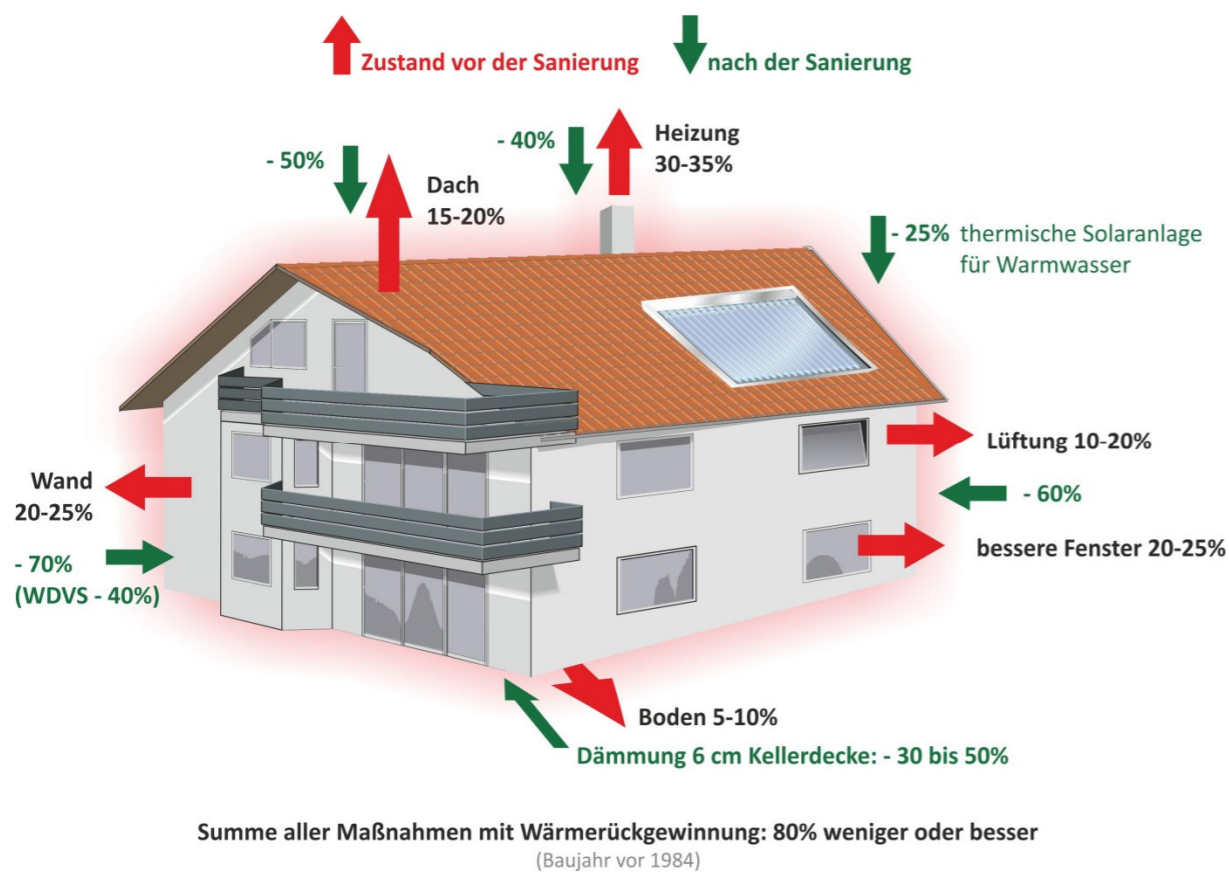 Zustand vor der Sanierung
nach der Sanierung
- 50%
Dach
15-20%
- 40%
Heizung
30-35%
- 25% thermische Solaranlage
für Warmwasser
Lüftung 10-20%
Wand
20-25%
- 60%
- 70%
(WDVS - 40%)
bessere Fenster 20-25%
Boden 5-10%
Dämmung 6 cm Kellerdecke: - 30 bis 50%
Summe aller Maßnahmen mit Wärmerückgewinnung: 80% weniger oder besser
(Baujahr vor 1984)